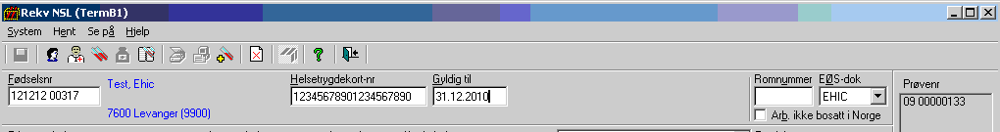 Rekv NSL (TermB1)
System Hent Se på Hjelp
Fødselsnr
121212 00317
Test, Ehic
7600 Levanger (9900)
Helsetrygdekort-nr
12345678901234567890
Gyldig til
31.12.2010
Romnummer
EØS-dok
EHIC
Arb. ikke bosatt i Norge
Prøvenr
09 00000133